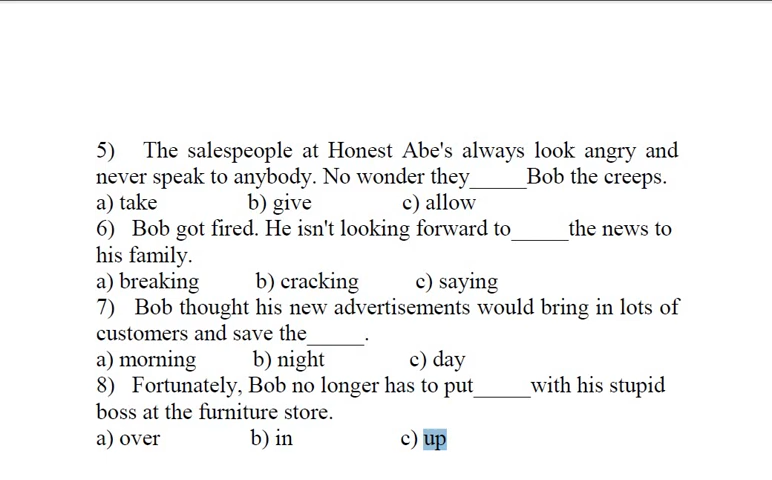 5) The salespeople at Honest Abe's always look angry and
never speak to anybody. No wonder they_____Bob the creeps.
a) take b) give c) allow
6) Bob got fired. He isn't looking forward to_____the news to
his family.
a) breaking b) cracking c) saying
7) Bob thought his new advertisements would bring in lots of
customers and save the_____.
a) morning b) night c) day
8) Fortunately, Bob no longer has to put_____with his stupid
boss at the furniture store.
a) over b) in c) up